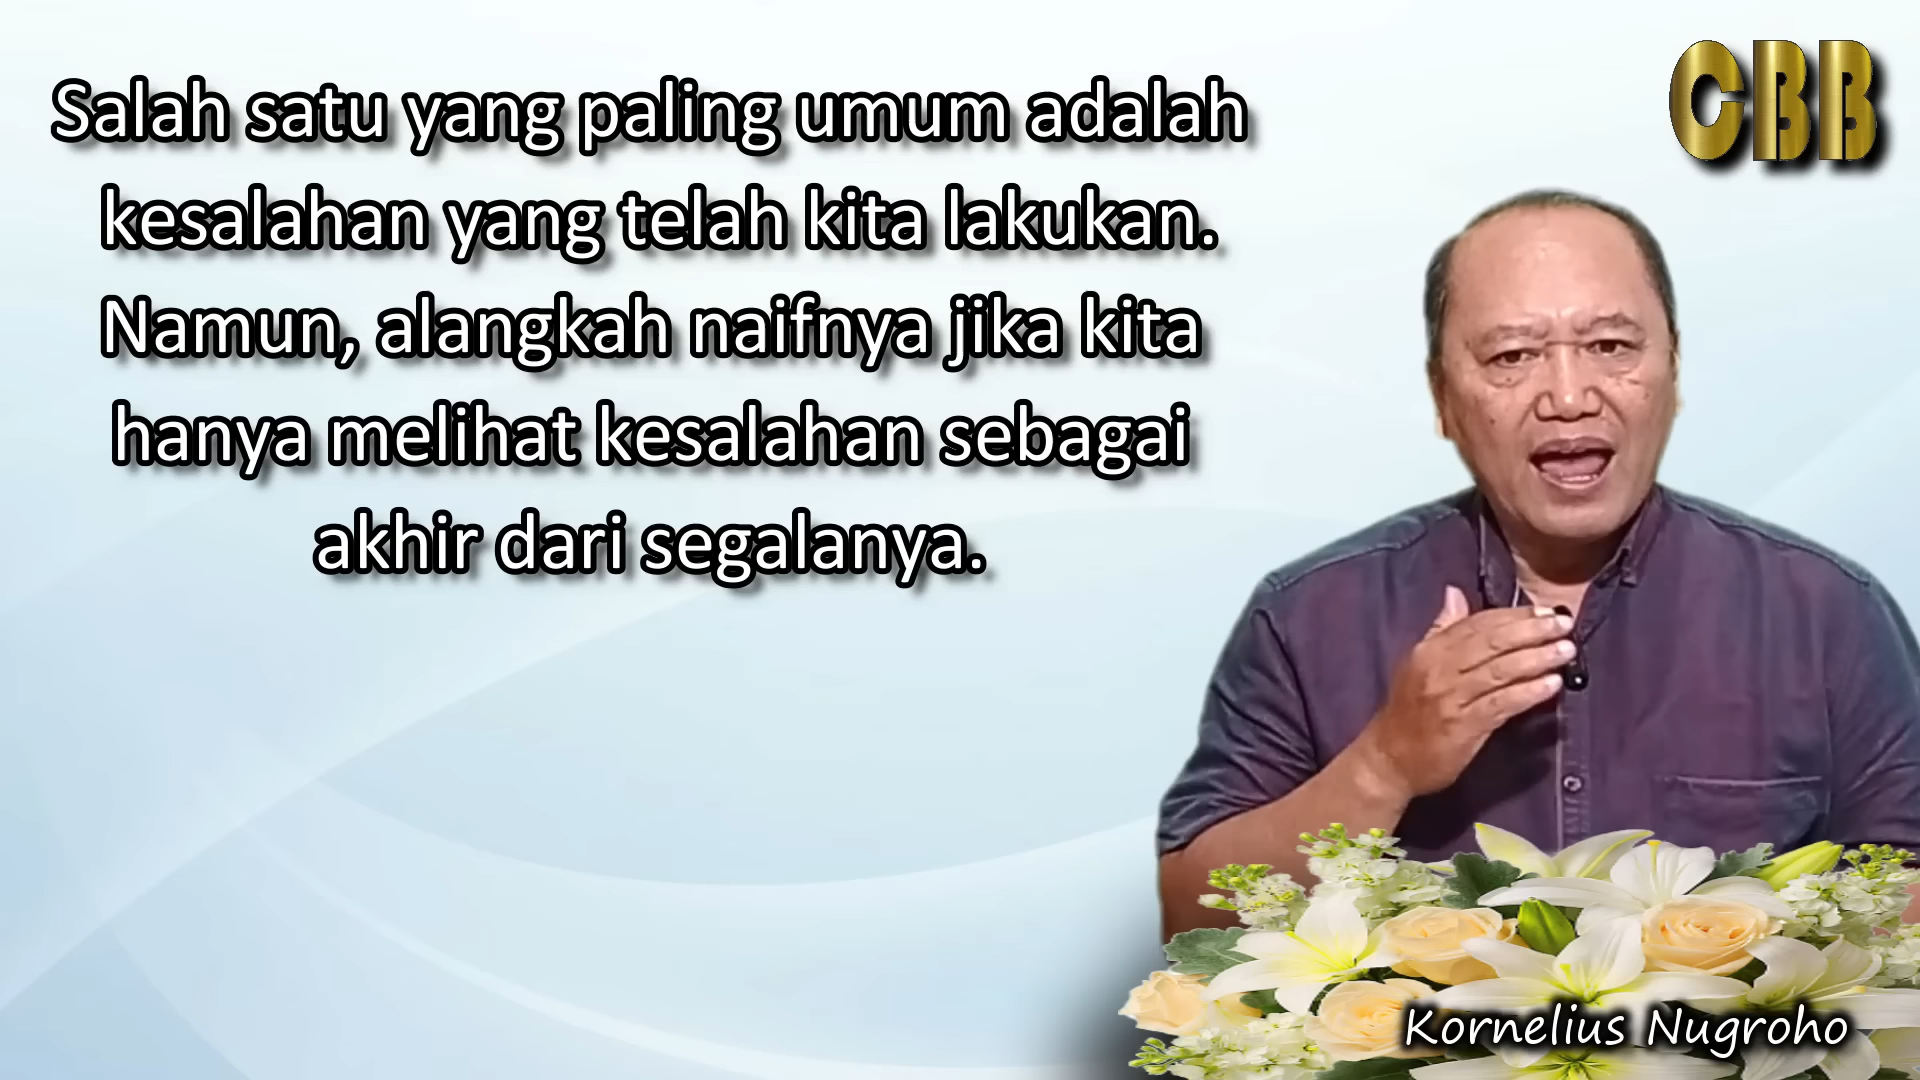 CBB
Salah satu yang paling umum adalah
kesalahan yang telah kita lakukan.
Namun, alangkah naifnya jika kita
hanya melihat kesalahan sebagai
akhir dari segalanya.
Kornelius Nugroho